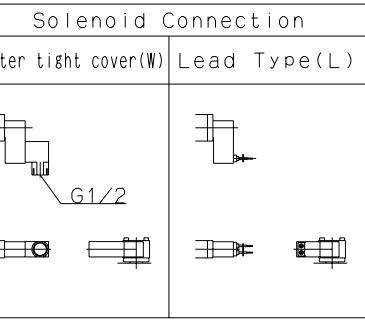 Solenoid Connection
ter tight cover(W)
Lead Type(L)
G1/2